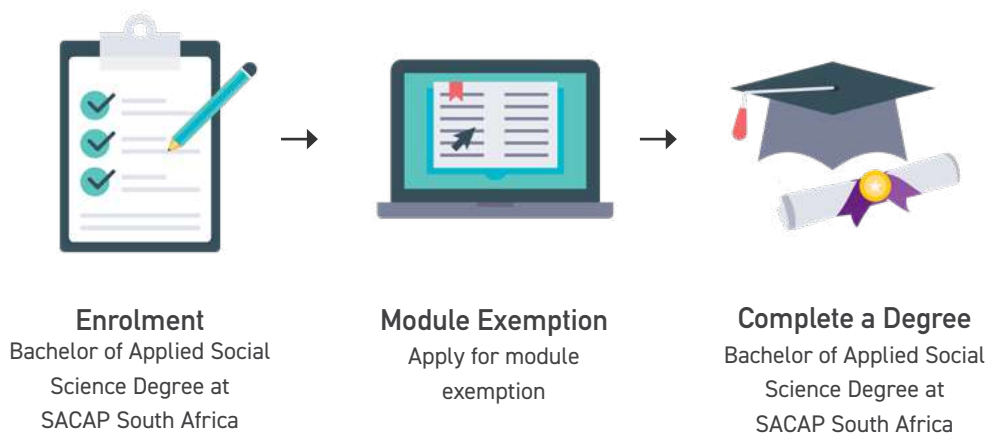 Enrolment
Bachelor of Applied Social
Science Degree at
SACAP South Africa
Module Exemption
Apply for module
exemption
Complete a Degree
Bachelor of Applied Social
Science Degree at
SACAP South Africa